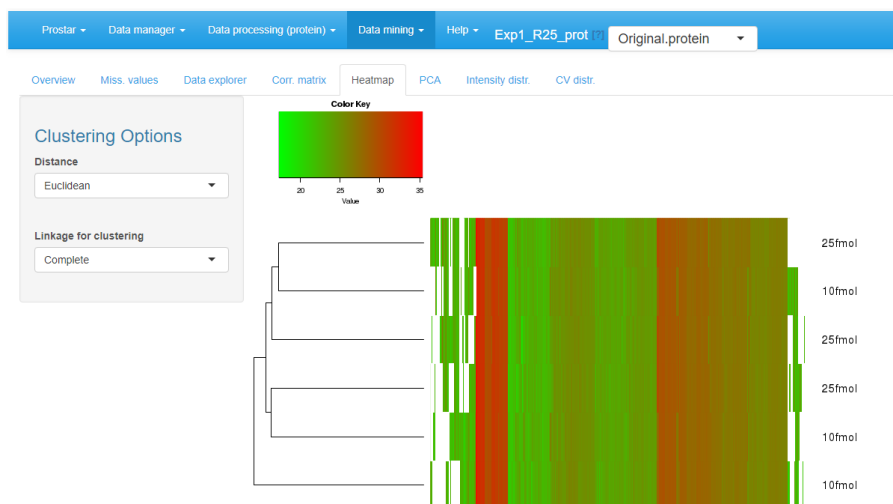 Prostar Data manager Data processing (protein) Data mining Help Exp1_R25_prot [?] Original.protein
Overview Miss. values Data explorer Corr. matrix Heatmap PCA Intensity distr. CV distr.
Clustering Options
Distance
Euclidean
Linkage for clustering
Complete
Color Key
20 25 30 35
Value
25fmol
10fmol
25fmol
25fmol
10fmol
10fmol